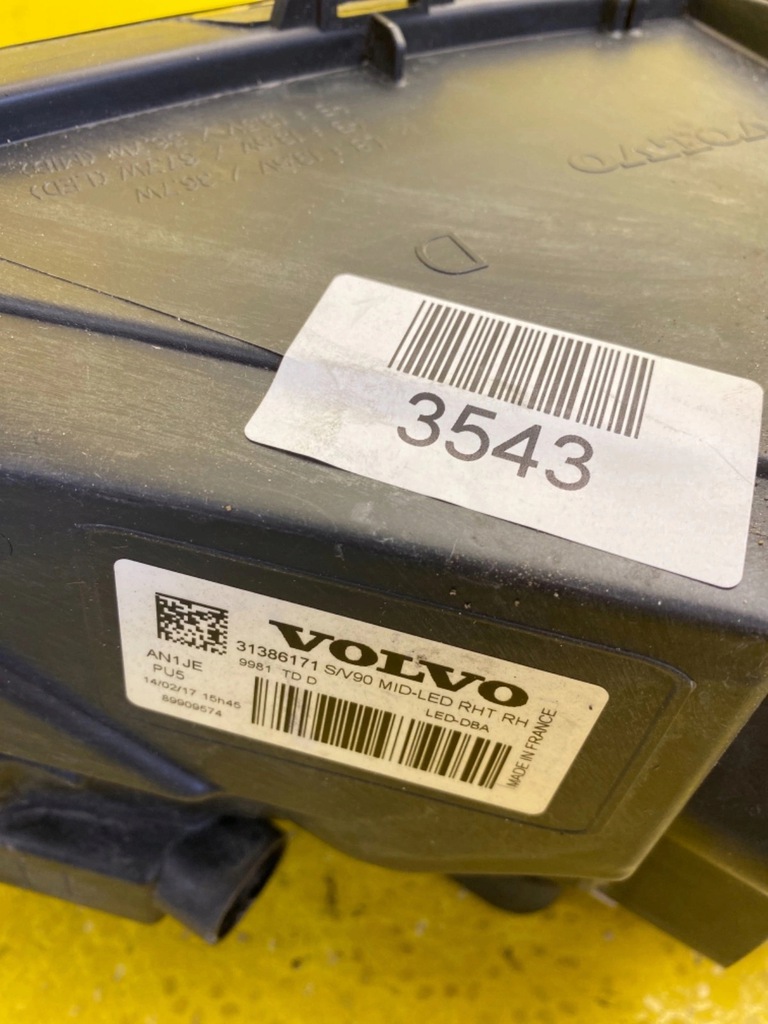 VOLVO
D
3543
VOLVO
31386171 S/V90 MID-LED RHT RH
9981 TD D
LED-DBA
AN1JE
PU5
14/02/17 15h45
89909574
MADE IN FRANCE